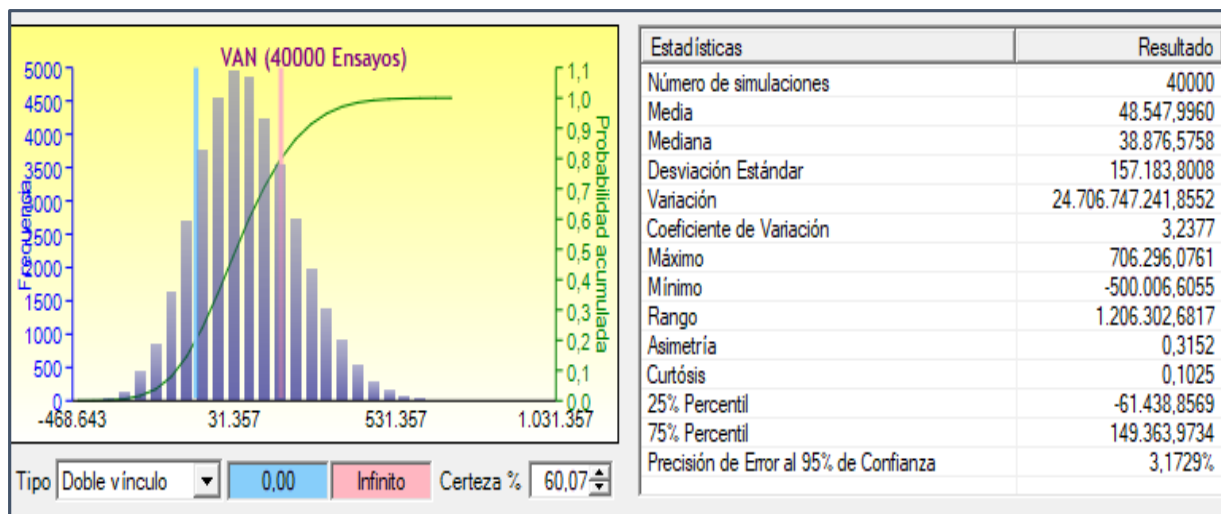 VAN (40000 Ensayos)
Frequencia
5000
4500
4000
3500
3000
2500
2000
1500
1000
500
0
1,1
1,0
0,9
0,8
0,7
0,6
0,5
0,4
0,3
0,2
0,1
0,0
Probabilidad acumulada
-468.643 31.357 531.357 1.031.357
Tipo Doble vínculo 0,00 Infinito Certeza % 60,07
Estadísticas Resultado
Número de simulaciones 40000
Media 48.547,9960
Mediana 38.876,5758
Desviación Estándar 157.183,8008
Variación 24.706.747.241,8552
Coeficiente de Variación 3,2377
Máximo 706.296,0761
Mínimo -500.006,6055
Rango 1.206.302,6817
Asimetría 0,3152
Curtósis 0,1025
25% Percentil -61.438,8569
75% Percentil 149.363,9734
Precisión de Error al 95% de Confianza 3,1729%